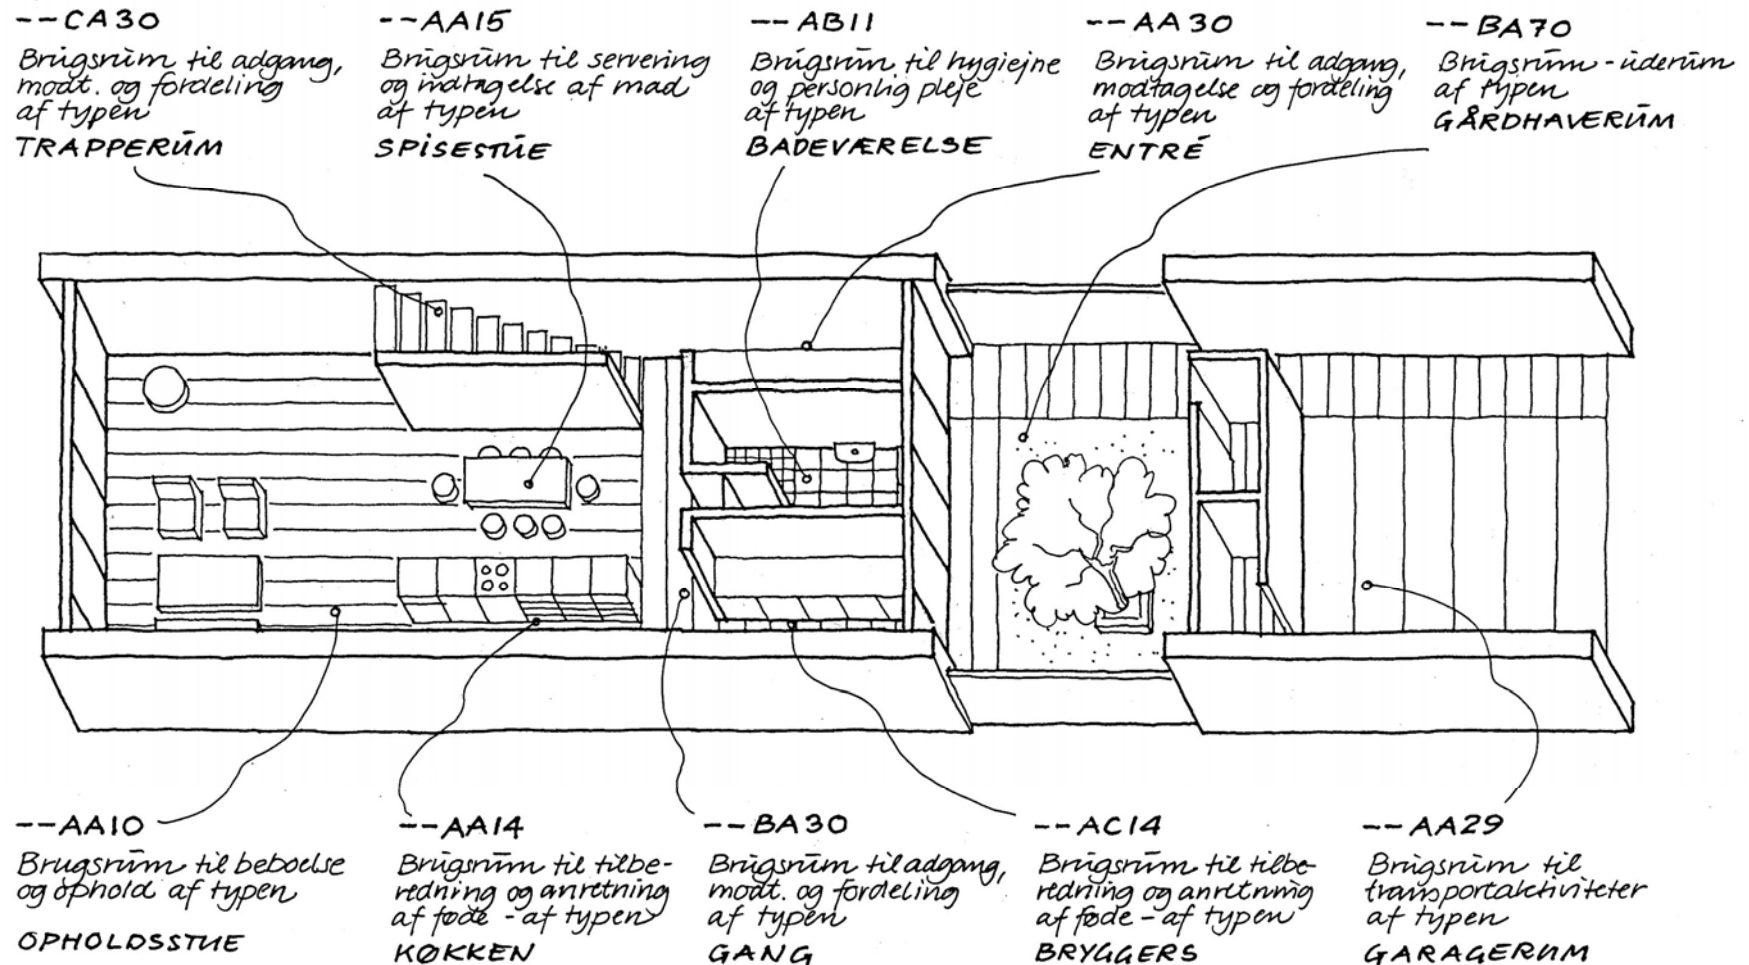 --CA30
Brugsrum til adgang,
modt. og fordeling
af typen
TRAPPERUM
--AA15
Brugsrum til servering
og indtagelse af mad
af typen
SPISESTUE
--AB11
Brugsrum til hygiejne
og personlig pleje
af typen
BADEVÆRELSE
--AA30
Brugsrum til adgang,
modtagelse og fordeling
af typen
ENTRÉ
--BA70
Brugsrum - uderum
af typen
GÅRDHAVERUM
--AA10
Brugsrum til beboelse
og ophold af typen
OPHOLDSSTUE
--AA14
Brugsrum til tilbe-
redning og anretning
af føde - af typen
KØKKEN
--BA30
Brugsrum til adgang,
modt. og fordeling
af typen
GANG
--AC14
Brugsrum til tilbe-
redning og anretning
af føde - af typen
BRYGGERS
--AA29
Brugsrum til
transportaktiviteter
af typen
GARAGERUM